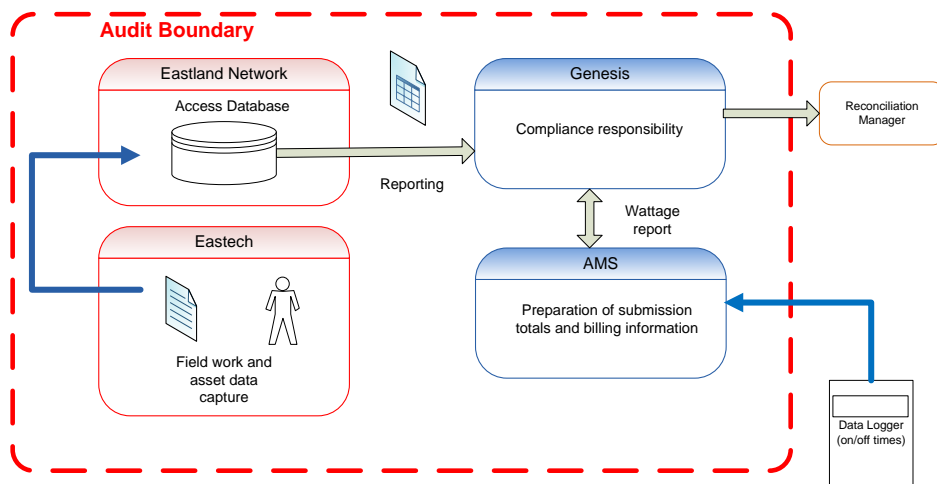 Audit Boundary
Eastland Network
Access Database
Reporting
Genesis
Compliance responsibility
Reconciliation
Manager
Wattage
report
Eastech
Field work and
asset data
capture
AMS
Preparation of submission
totals and billing information
Data Logger
(on/off times)